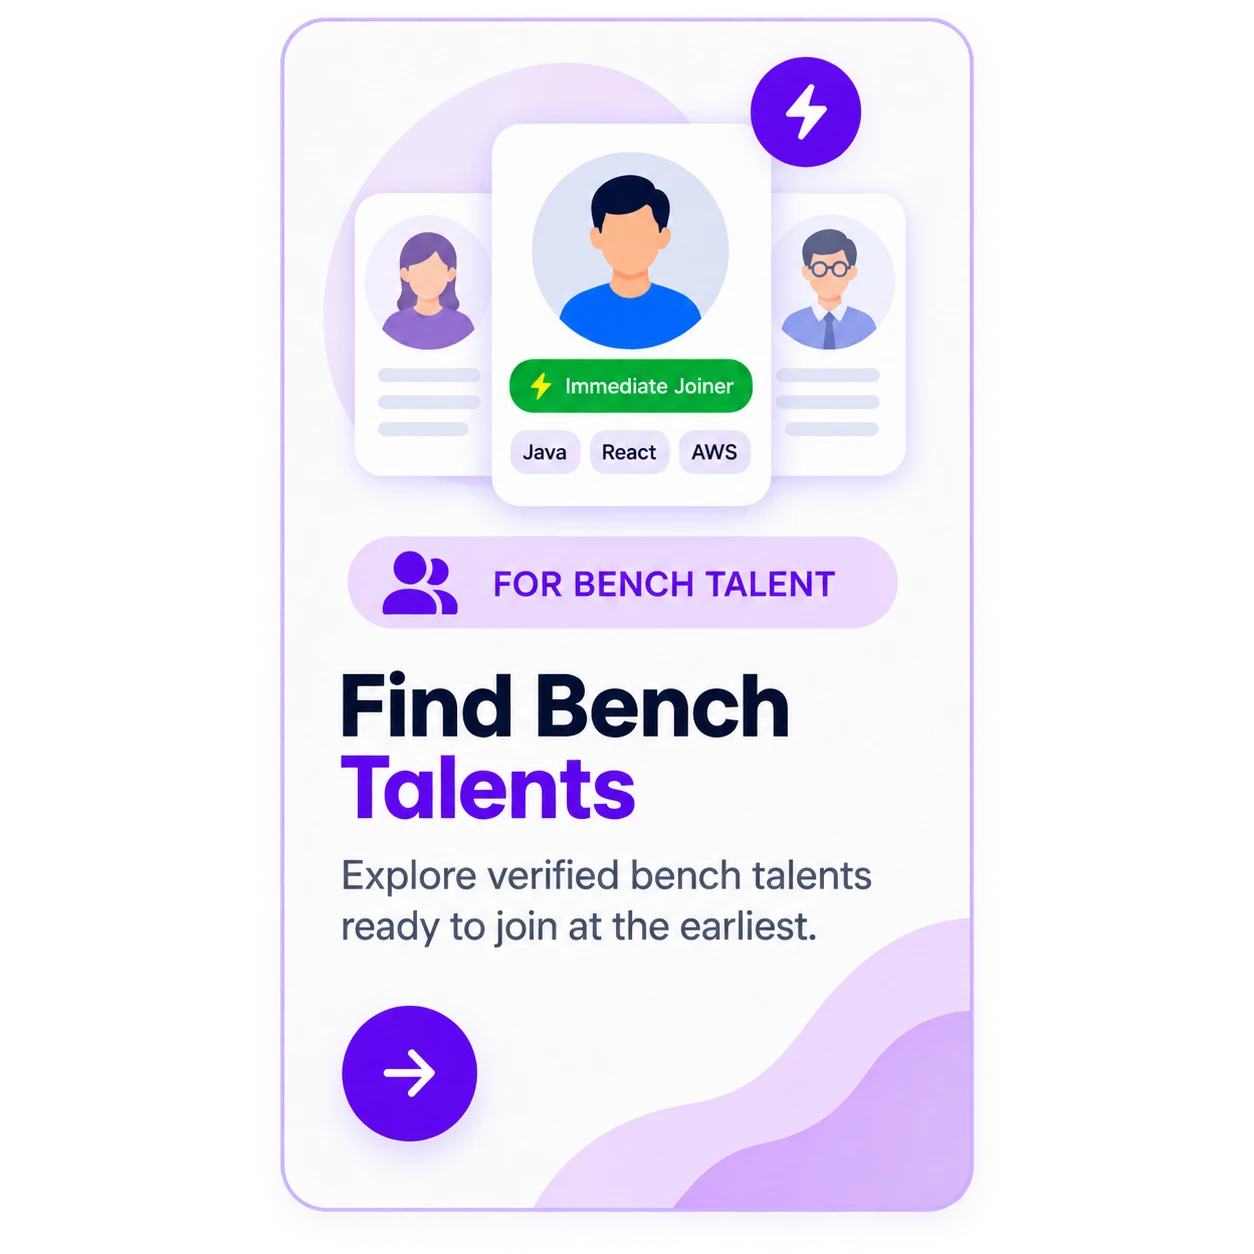 Immediate Joiner
Java React AWS
FOR BENCH TALENT
Find Bench
Talents
Explore verified bench talents
ready to join at the earliest.